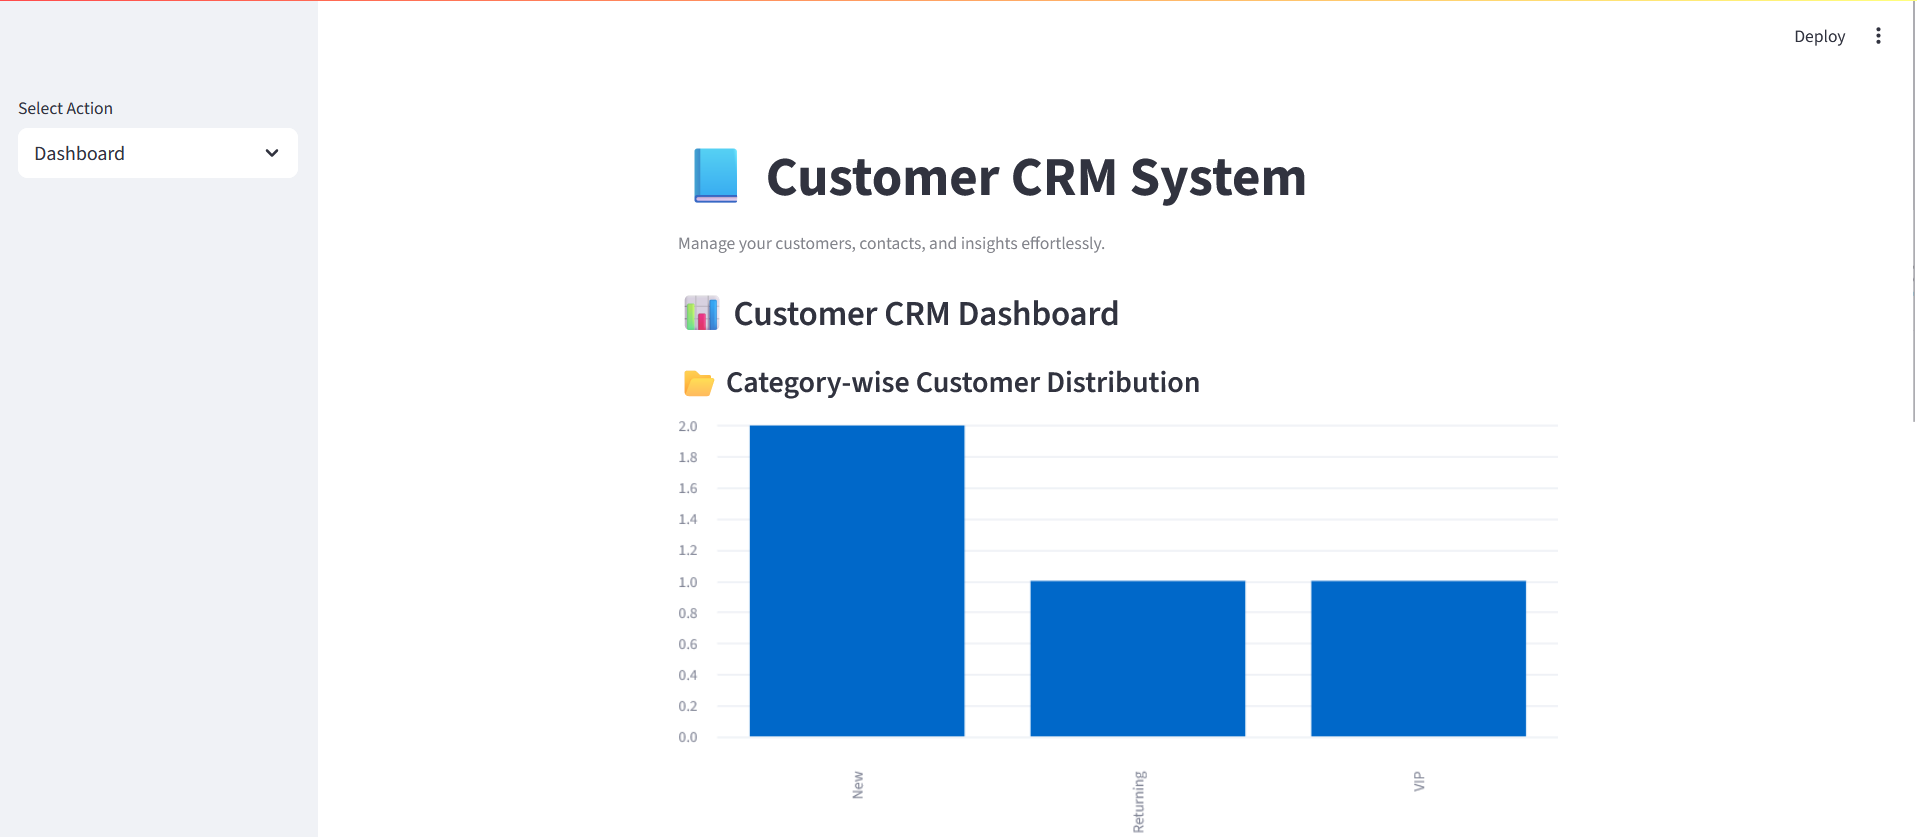 Deploy
Select Action
Dashboard
Customer CRM System
Manage your customers, contacts, and insights effortlessly.
Customer CRM Dashboard
Category-wise Customer Distribution
2.0
1.8
1.6
1.4
1.2
1.0
0.8
0.6
0.4
0.2
0.0
New
Returning
VIP